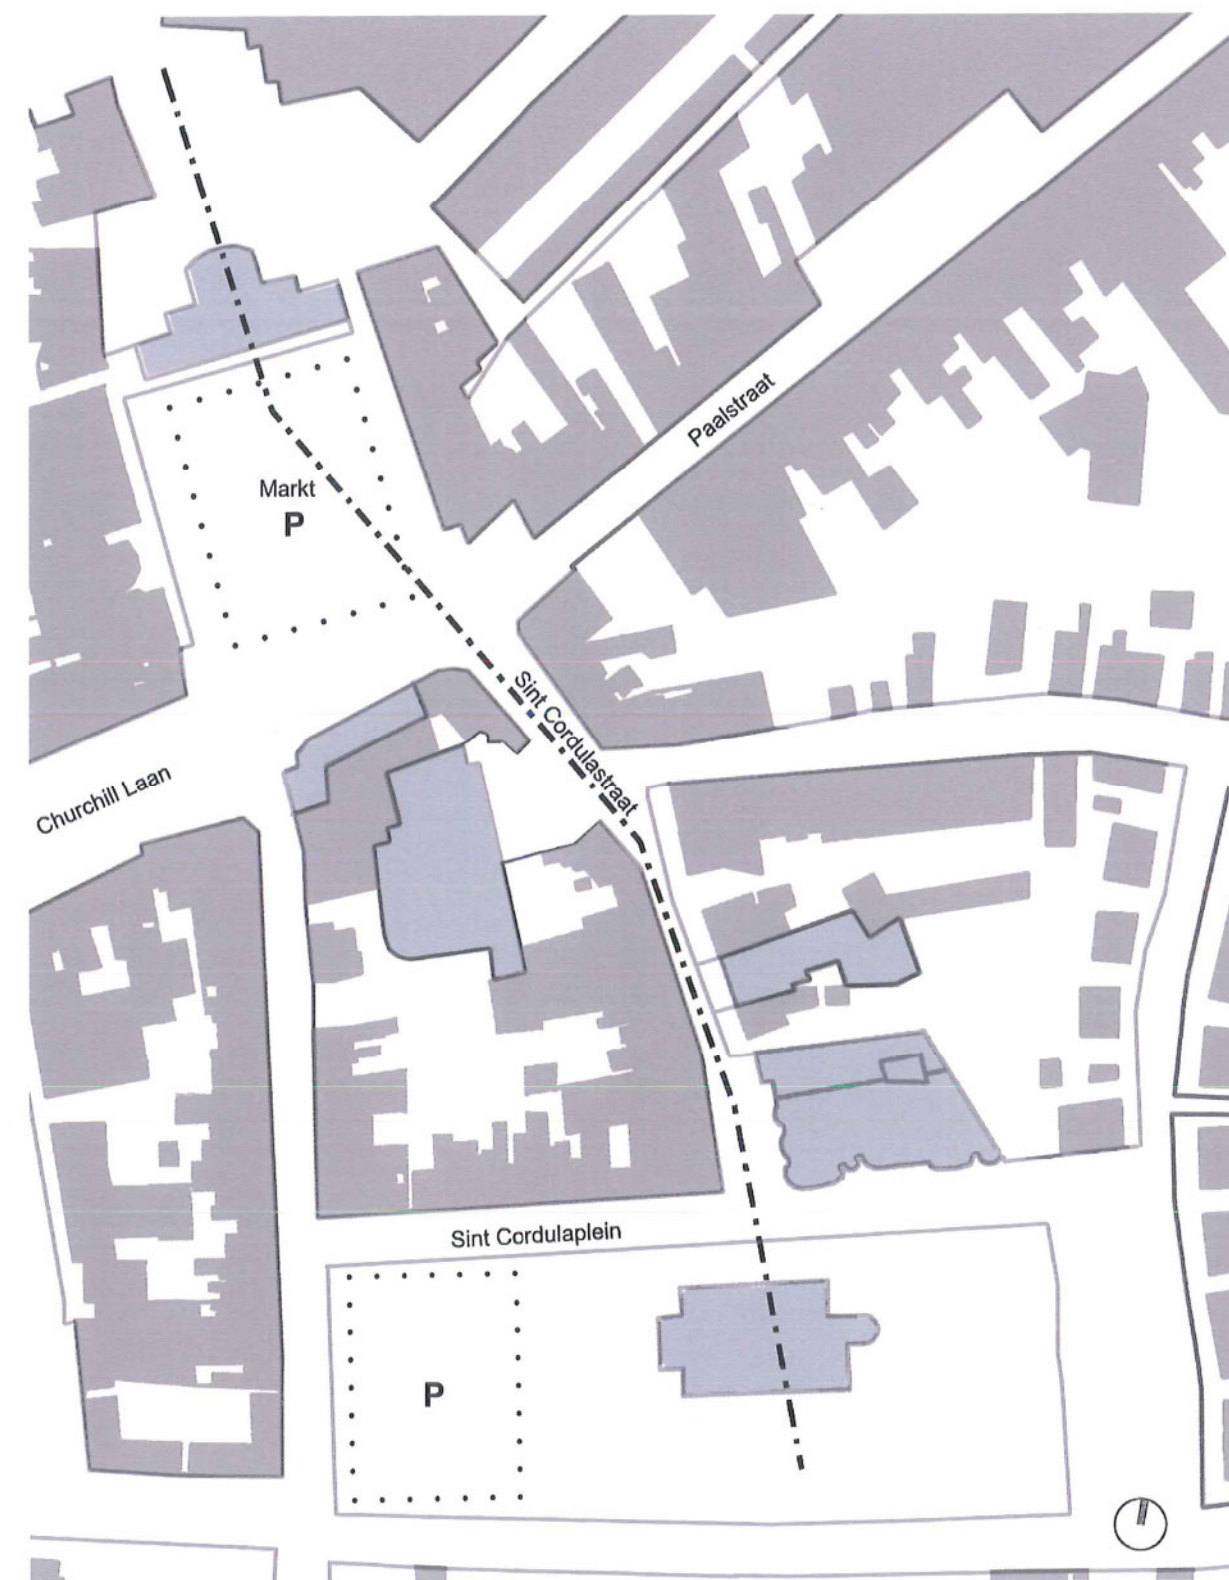 Paalstraat
Markt
P
Sint Cordulastraat
Churchill Laan
Sint Cordulaplein
P